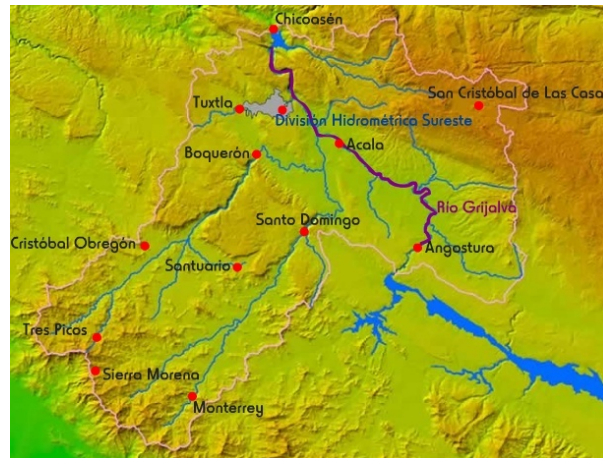 Chicoasén
San Cristóbal de Las Casa
Tuxtla
División Hidrométrica Sureste
Acala
Boquerón
Río Grijalva
Santo Domingo
Cristóbal Obregón
Angostura
Santuario
Tres Picos
Sierra Morena
Monterrey